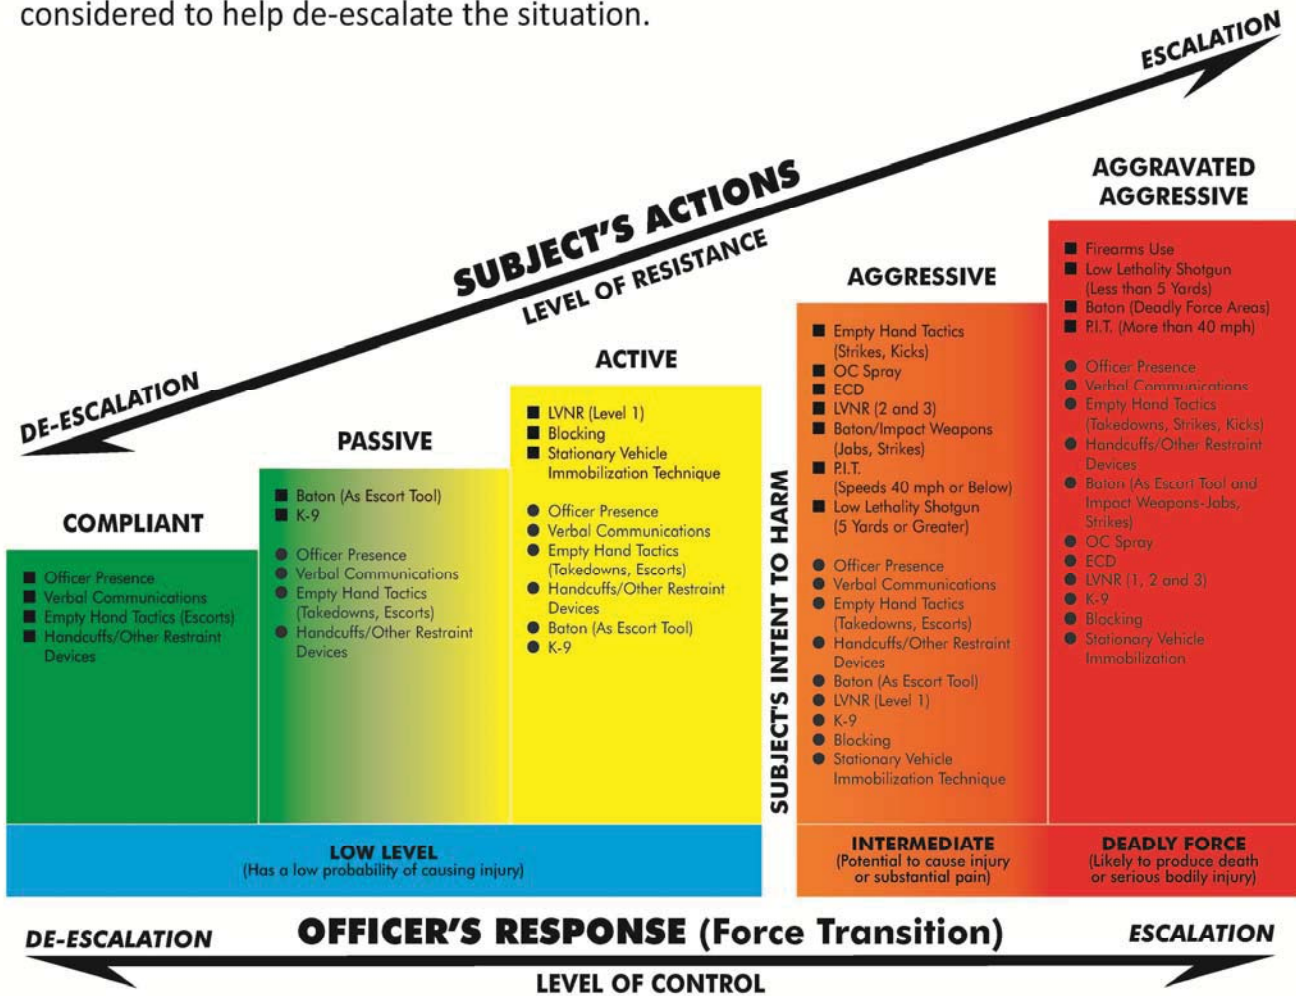 considered to help de-escalate the situation.
ESCALATION
SUBJECT'S ACTIONS
LEVEL OF RESISTANCE
DE-ESCALATION
COMPLIANT
■ Officer Presence
■ Verbal Communications
■ Empty Hand Tactics (Escorts)
■ Handcuffs/Other Restraint
Devices
PASSIVE
■ Baton (As Escort Tool)
■ K-9
● Officer Presence
● Verbal Communications
● Empty Hand Tactics
(Takedowns, Escorts)
● Handcuffs/Other Restraint
Devices
ACTIVE
■ LVNR (Level 1)
■ Blocking
■ Stationary Vehicle
Immobilization Technique
● Officer Presence
● Verbal Communications
● Empty Hand Tactics
(Takedowns, Escorts)
● Handcuffs/Other Restraint
Devices
● Baton (As Escort Tool)
● K-9
SUBJECT'S INTENT TO HARM
AGGRESSIVE
■ Empty Hand Tactics
(Strikes, Kicks)
■ OC Spray
■ ECD
■ LVNR (2 and 3)
■ Baton/Impact Weapons
(Jabs, Strikes)
■ P.I.T.
(Speeds 40 mph or Below)
■ Low Lethality Shotgun
(5 Yards or Greater)
● Officer Presence
● Verbal Communications
● Empty Hand Tactics
(Takedowns, Escorts)
● Handcuffs/Other Restraint
Devices
● Baton (As Escort Tool)
● LVNR (Level 1)
● K-9
● Blocking
● Stationary Vehicle
Immobilization Technique
AGGRAVATED
AGGRESSIVE
■ Firearms Use
■ Low Lethality Shotgun
(Less than 5 Yards)
■ Baton (Deadly Force Areas)
■ P.I.T. (More than 40 mph)
● Officer Presence
● Verbal Communications
● Empty Hand Tactics
(Takedowns, Strikes, Kicks)
● Handcuffs/Other Restraint
Devices
● Baton (As Escort Tool and
Impact Weapons-Jabs,
Strikes)
● OC Spray
● ECD
● LVNR (1, 2 and 3)
● K-9
● Blocking
● Stationary Vehicle
Immobilization
LOW LEVEL
(Has a low probability of causing injury)
INTERMEDIATE
(Potential to cause injury
or substantial pain)
DEADLY FORCE
(Likely to produce death
or serious bodily injury)
DE-ESCALATION
OFFICER'S RESPONSE (Force Transition)
ESCALATION
LEVEL OF CONTROL